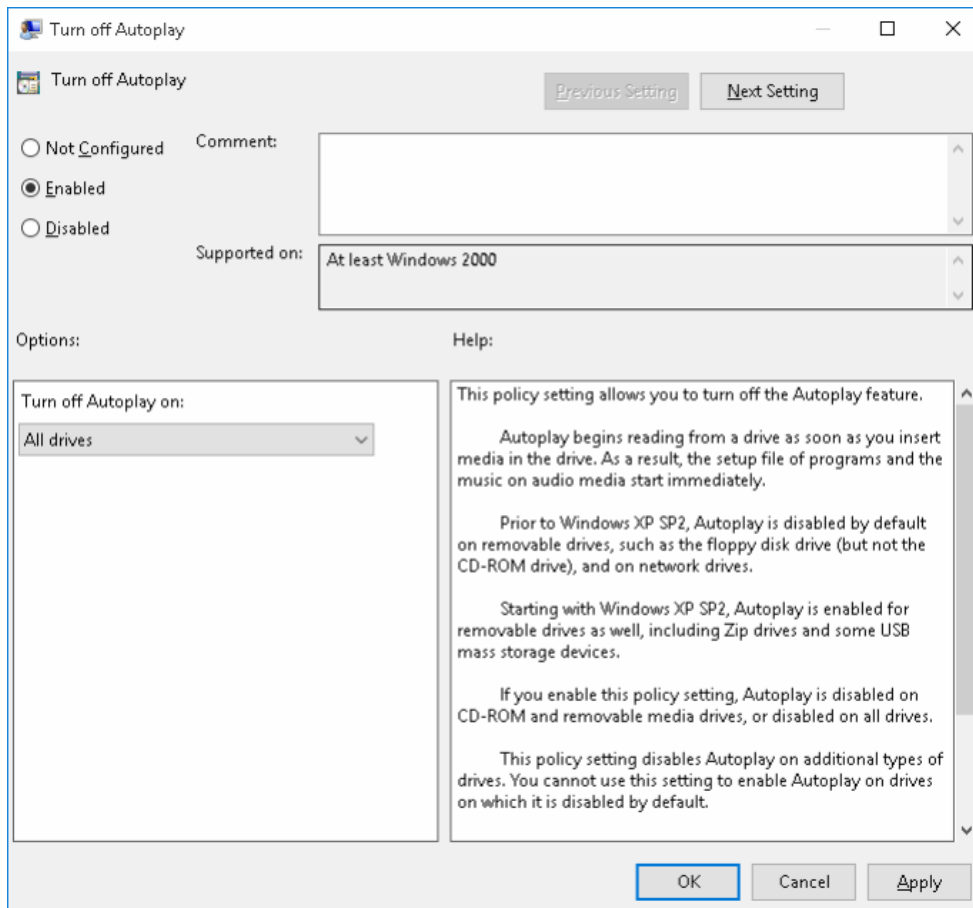 Turn off Autoplay
Turn off Autoplay
Previous Setting
Next Setting
Not Configured
Enabled
Disabled
Comment:
Supported on:
At least Windows 2000
Options:
Help:
Turn off Autoplay on:
All drives
This policy setting allows you to turn off the Autoplay feature.
Autoplay begins reading from a drive as soon as you insert
media in the drive. As a result, the setup file of programs and the
music on audio media start immediately.
Prior to Windows XP SP2, Autoplay is disabled by default
on removable drives, such as the floppy disk drive (but not the
CD-ROM drive), and on network drives.
Starting with Windows XP SP2, Autoplay is enabled for
removable drives as well, including Zip drives and some USB
mass storage devices.
If you enable this policy setting, Autoplay is disabled on
CD-ROM and removable media drives, or disabled on all drives.
This policy setting disables Autoplay on additional types of
drives. You cannot use this setting to enable Autoplay on drives
on which it is disabled by default.
OK
Cancel
Apply